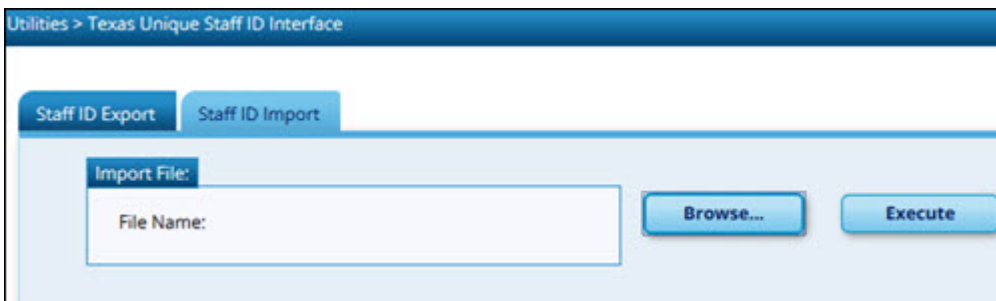 Utilities > Texas Unique Staff ID Interface
Staff ID Export Staff ID Import
Import File:
File Name: Browse... Execute